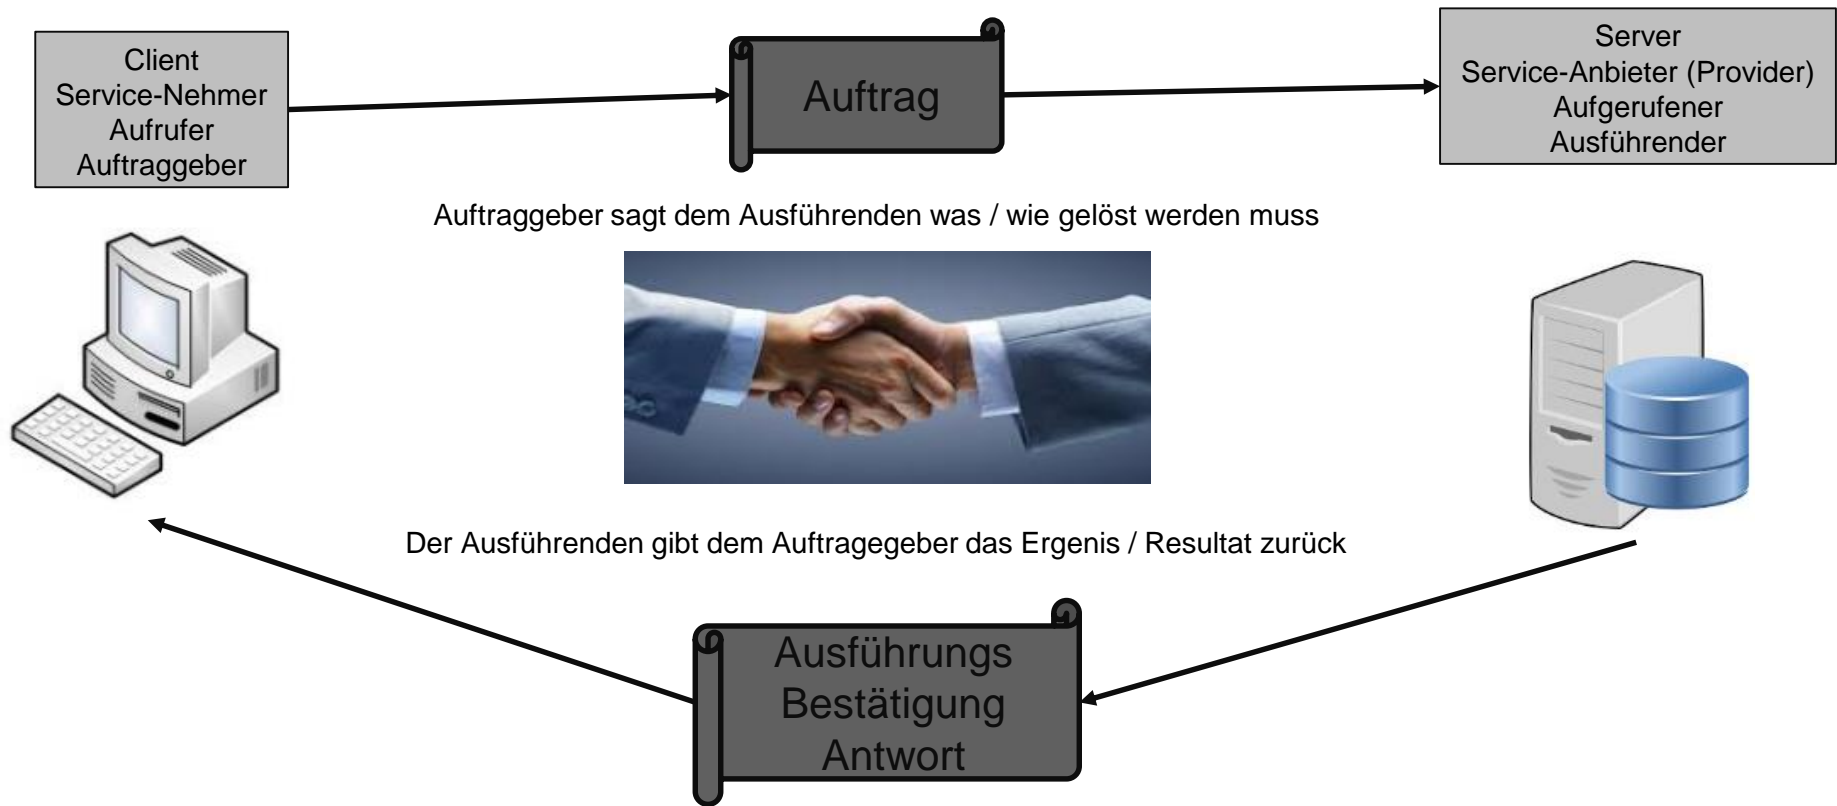 Client
Service-Nehmer
Aufrufer
Auftraggeber
Auftrag
Server
Service-Anbieter (Provider)
Aufgerufener
Ausführender
Auftraggeber sagt dem Ausführenden was / wie gelöst werden muss
Der Ausführenden gibt dem Auftragegeber das Ergenis / Resultat zurück
Ausführungs
Bestätigung
Antwort